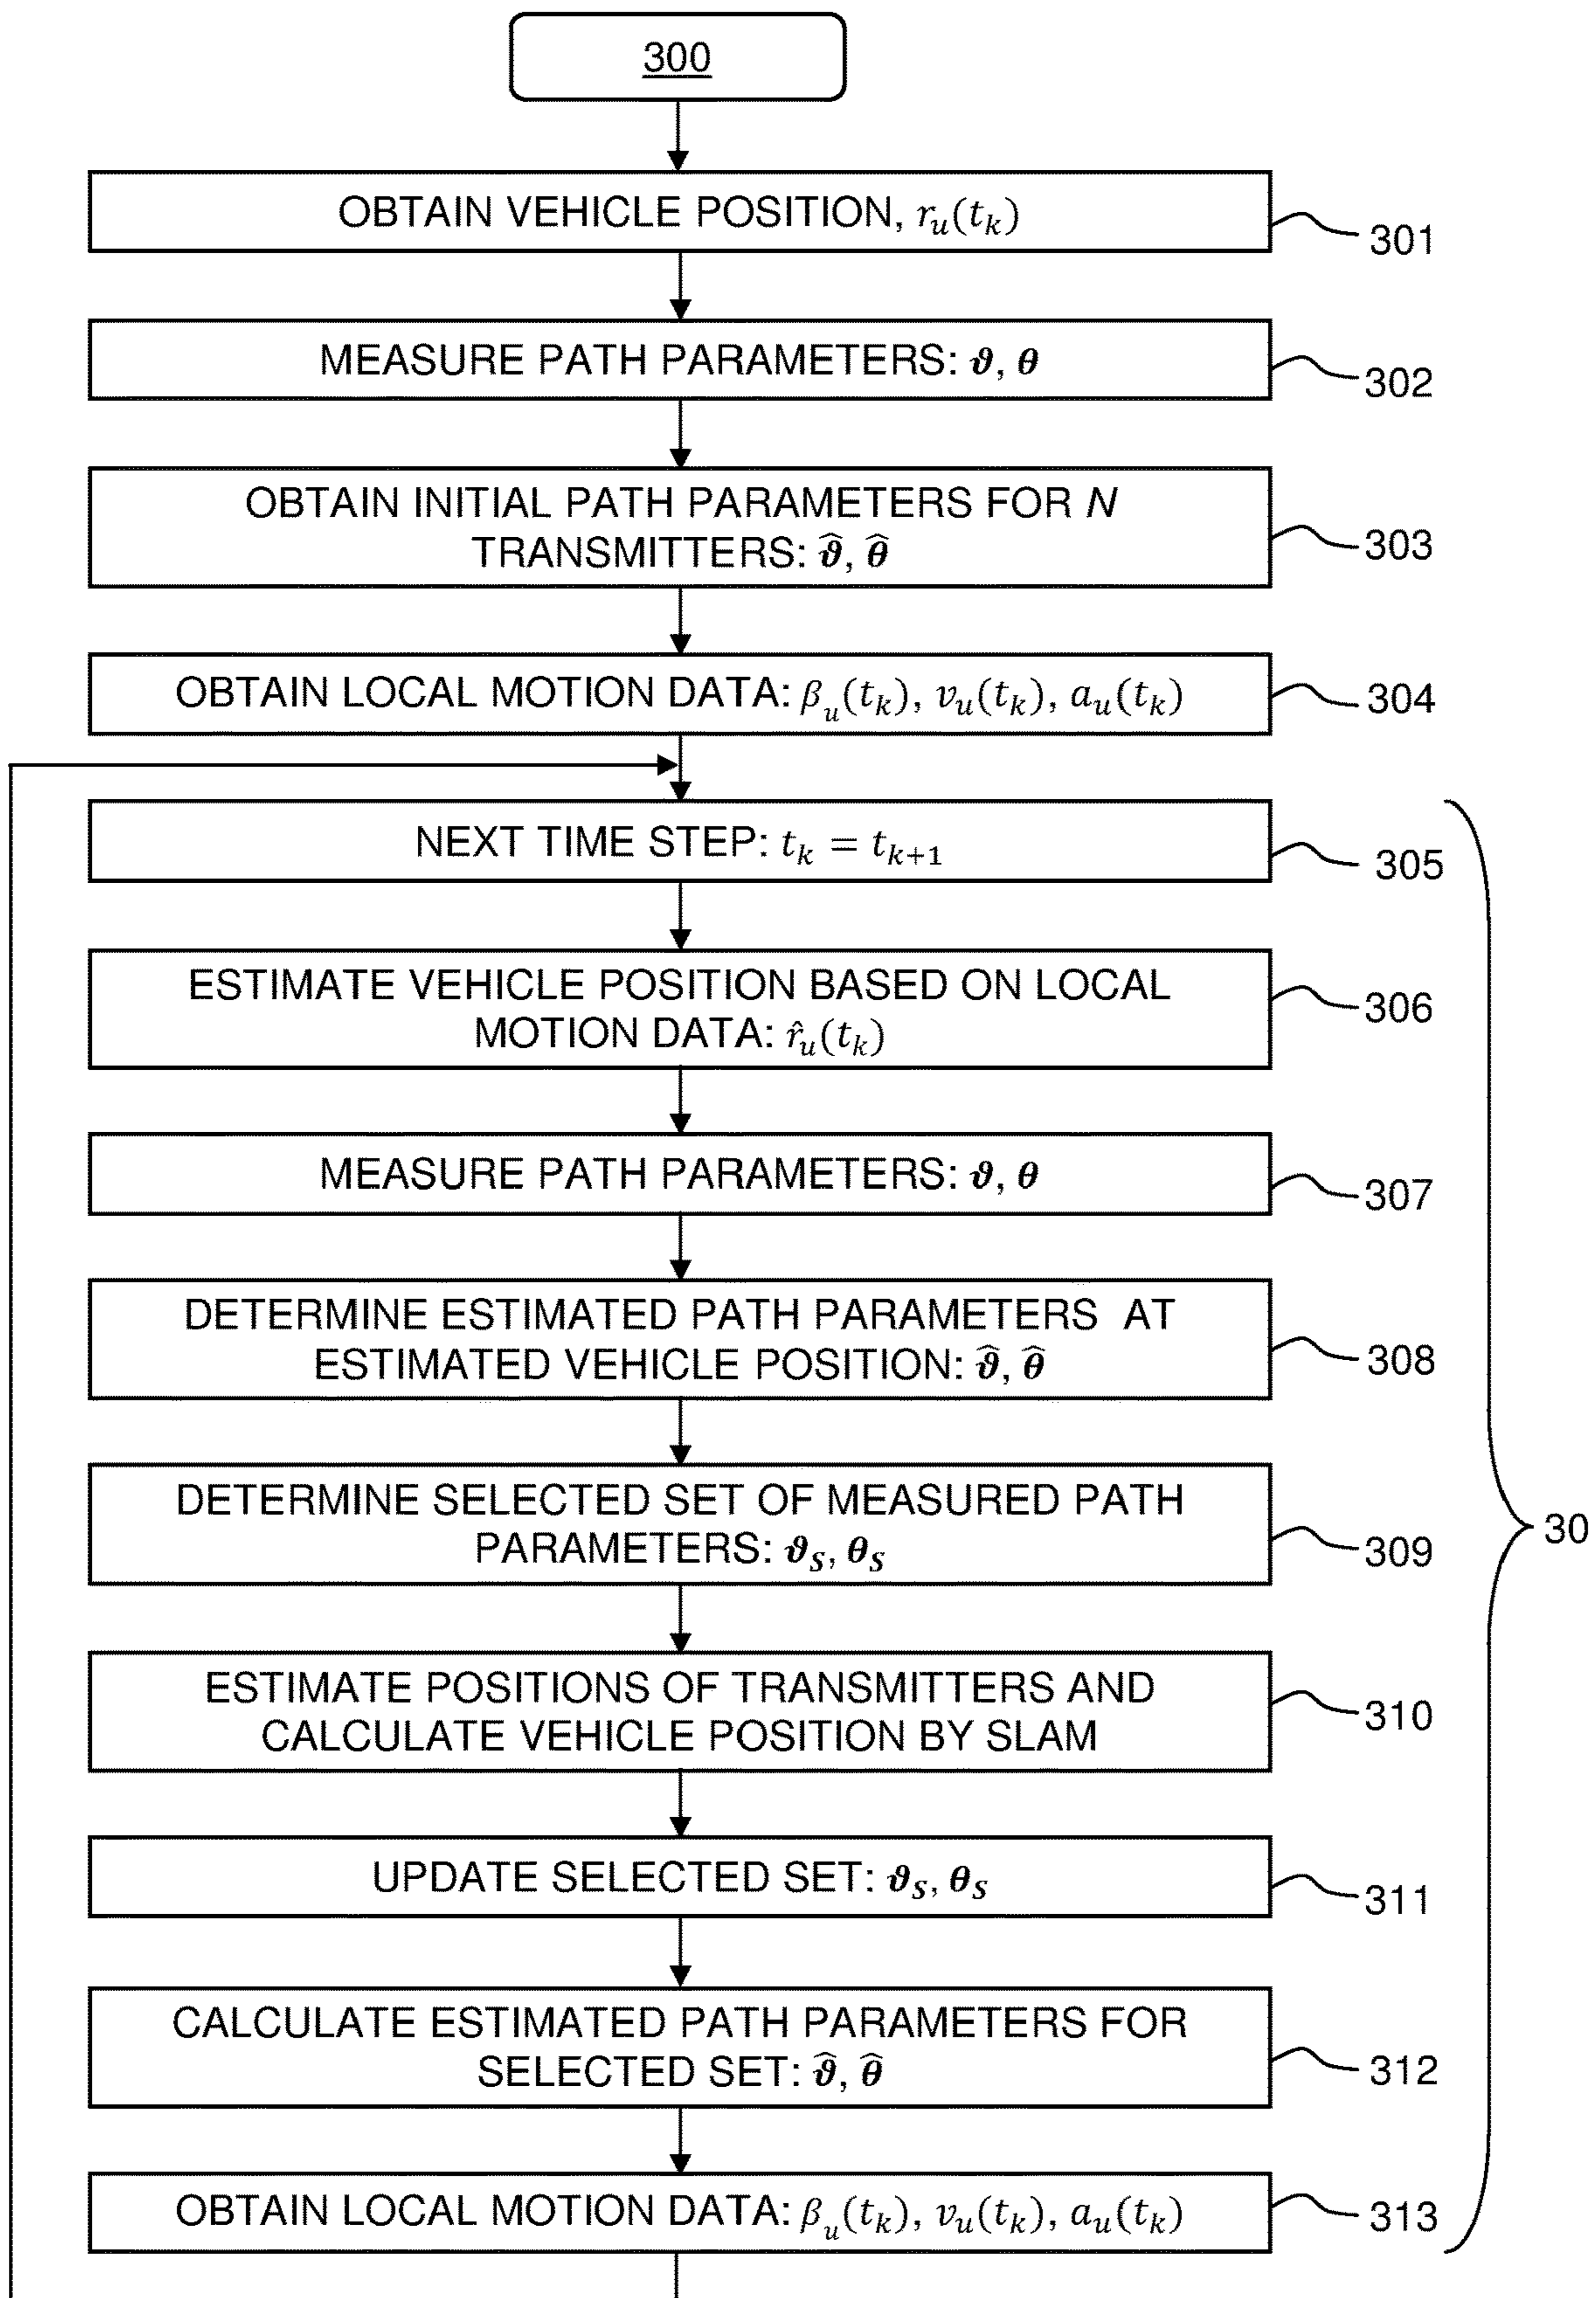 300
OBTAIN VEHICLE POSITION, r_u(t_k)
301
MEASURE PATH PARAMETERS: ϑ, θ
302
OBTAIN INITIAL PATH PARAMETERS FOR N
TRANSMITTERS: ϑ̂, θ̂
303
OBTAIN LOCAL MOTION DATA: β_u(t_k), v_u(t_k), a_u(t_k)
304
NEXT TIME STEP: t_k = t_{k+1}
305
ESTIMATE VEHICLE POSITION BASED ON LOCAL
MOTION DATA: r̂_u(t_k)
306
MEASURE PATH PARAMETERS: ϑ, θ
307
DETERMINE ESTIMATED PATH PARAMETERS AT
ESTIMATED VEHICLE POSITION: ϑ̂, θ̂
308
DETERMINE SELECTED SET OF MEASURED PATH
PARAMETERS: ϑ_S, θ_S
309
30
ESTIMATE POSITIONS OF TRANSMITTERS AND
CALCULATE VEHICLE POSITION BY SLAM
310
UPDATE SELECTED SET: ϑ_S, θ_S
311
CALCULATE ESTIMATED PATH PARAMETERS FOR
SELECTED SET: ϑ̂, θ̂
312
OBTAIN LOCAL MOTION DATA: β_u(t_k), v_u(t_k), a_u(t_k)
313